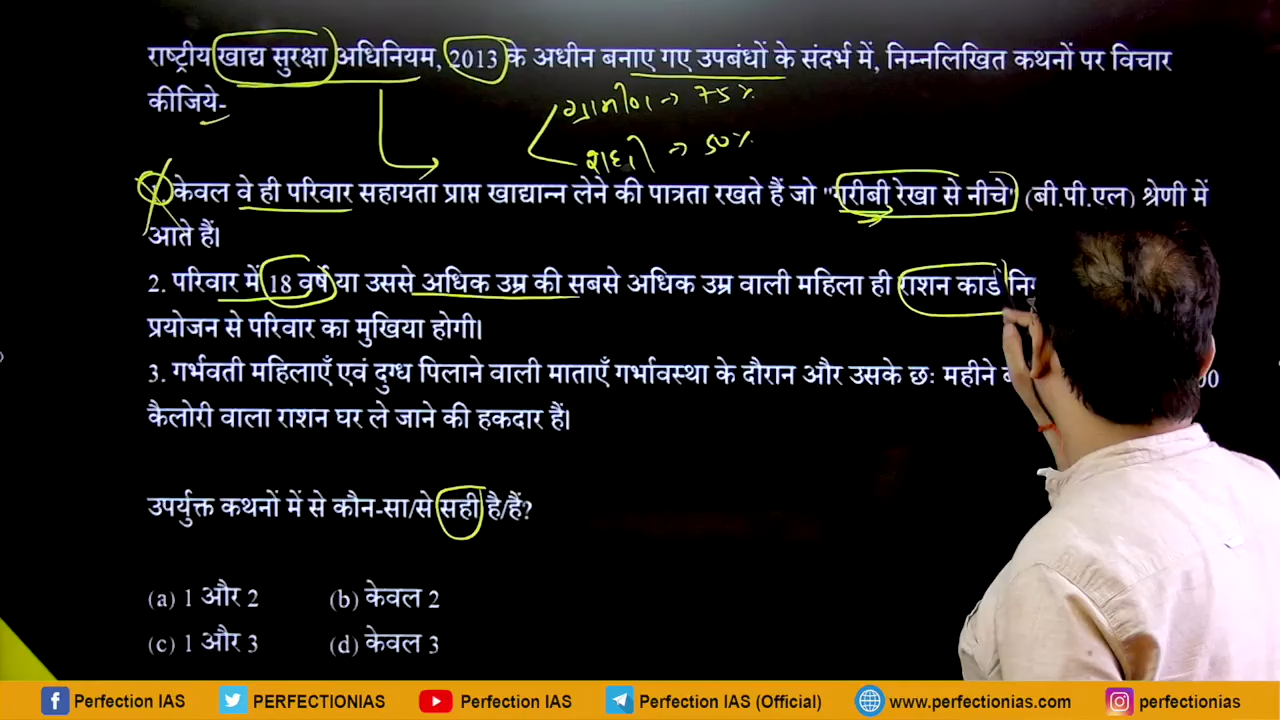 राष्ट्रीय खाद्य सुरक्षा अधिनियम, 2013 के अधीन बनाए गए उपबंधों के संदर्भ में, निम्नलिखित कथनों पर विचार
कीजिये-
ग्रामीण → 75%
शहरी → 50%
1. केवल वे ही परिवार सहायता प्राप्त खाद्यान्न लेने की पात्रता रखते हैं जो "गरीबी रेखा से नीचे" (बी.पी.एल) श्रेणी में
आते हैं।
2. परिवार में 18 वर्ष या उससे अधिक उम्र की सबसे अधिक उम्र वाली महिला ही राशन कार्ड
प्रयोजन से परिवार का मुखिया होगी।
3. गर्भवती महिलाएँ एवं दुग्ध पिलाने वाली माताएँ गर्भावस्था के दौरान और उसके छः महीने
कैलोरी वाला राशन घर ले जाने की हकदार हैं।
उपर्युक्त कथनों में से कौन-सा/से सही है/हैं?
(a) 1 और 2 (b) केवल 2
(c) 1 और 3 (d) केवल 3
Perfection IAS PERFECTIONIAS Perfection IAS Perfection IAS (Official) www.perfectionias.com perfectionias